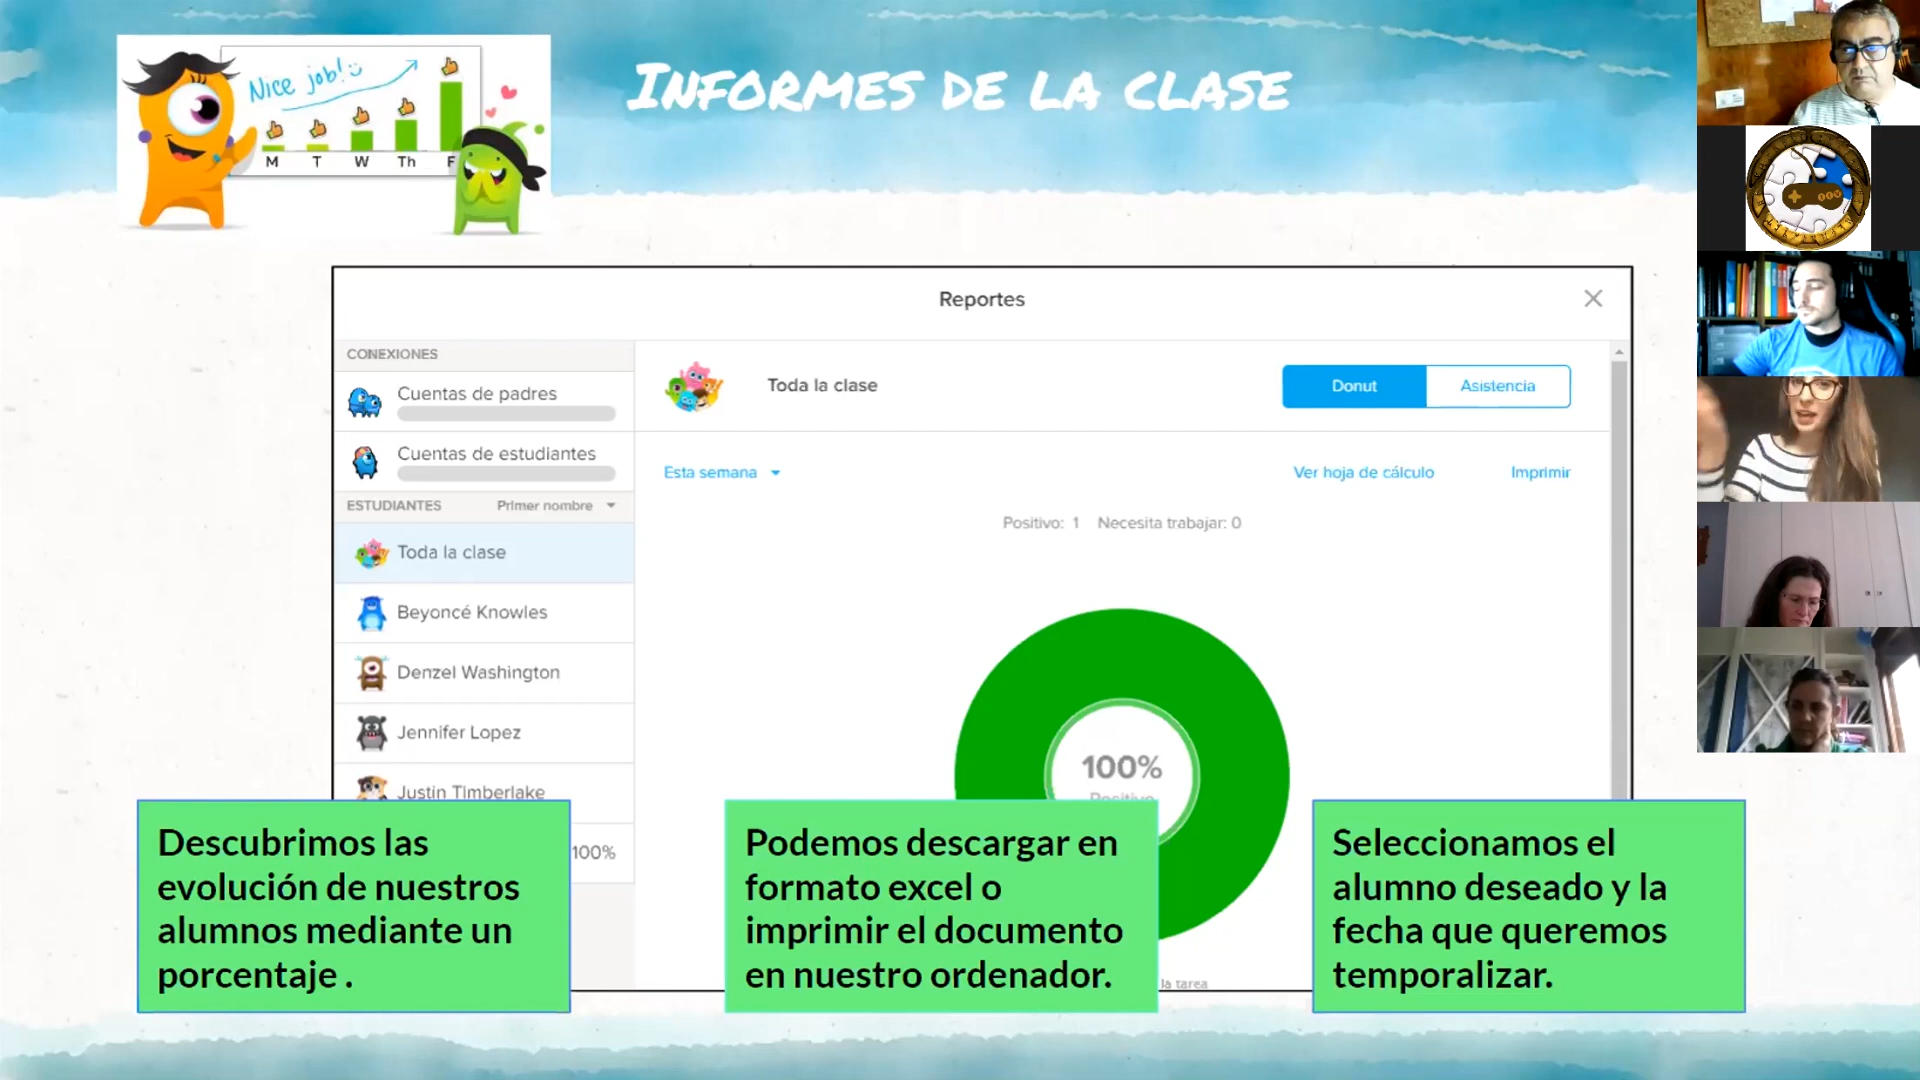 Nice job!
M T W Th F
INFORMES DE LA CLASE
Reportes
CONEXIONES
Cuentas de padres
Cuentas de estudiantes
ESTUDIANTES Primer nombre
Toda la clase
Beyoncé Knowles
Denzel Washington
Jennifer Lopez
Justin Timberlake
100%
Toda la clase
Donut Asistencia
Esta semana
Ver hoja de cálculo Imprimir
Positivo: 1 Necesita trabajar: 0
100%
Positivo
la tarea
Descubrimos las
evolución de nuestros
alumnos mediante un
porcentaje .
Podemos descargar en
formato excel o
imprimir el documento
en nuestro ordenador.
Seleccionamos el
alumno deseado y la
fecha que queremos
temporalizar.